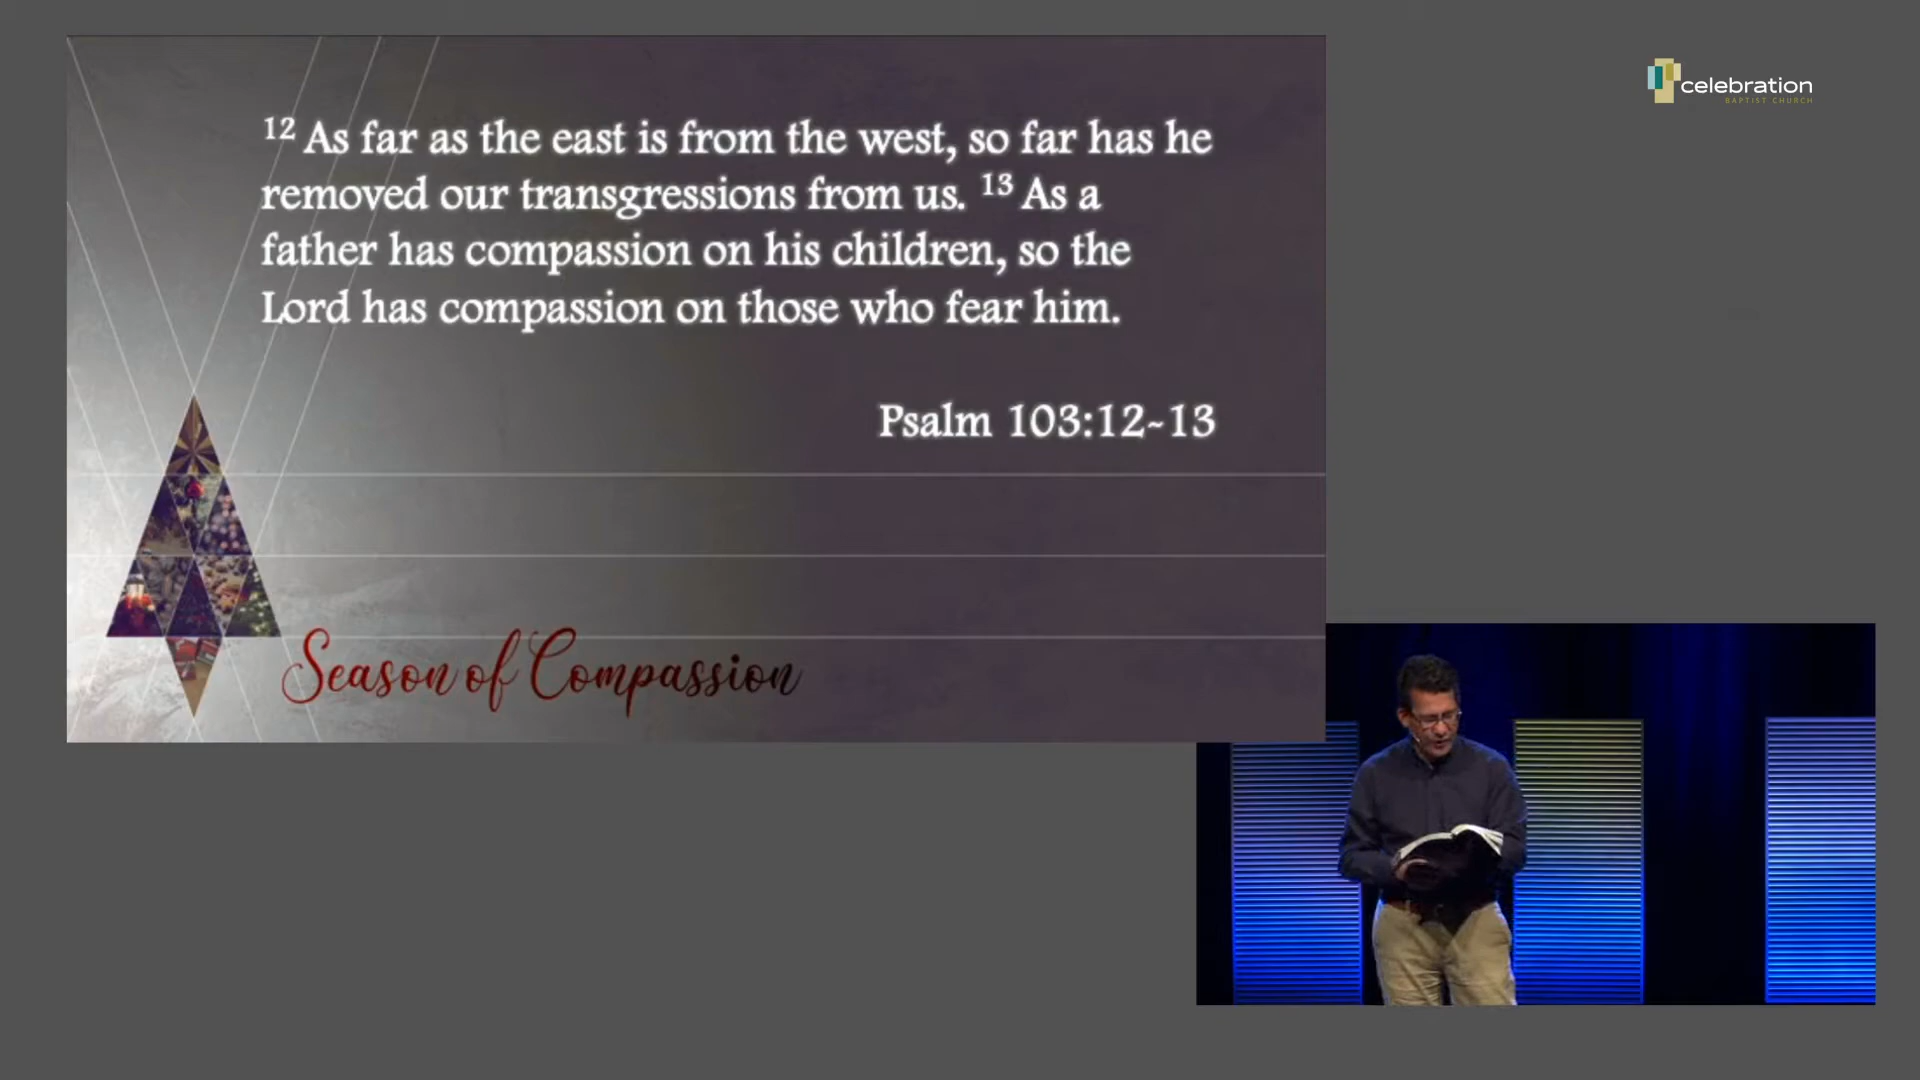 celebration
BAPTIST CHURCH
12 As far as the east is from the west, so far has he
removed our transgressions from us. 13 As a
father has compassion on his children, so the
Lord has compassion on those who fear him.
Psalm 103:12-13
Season of Compassion